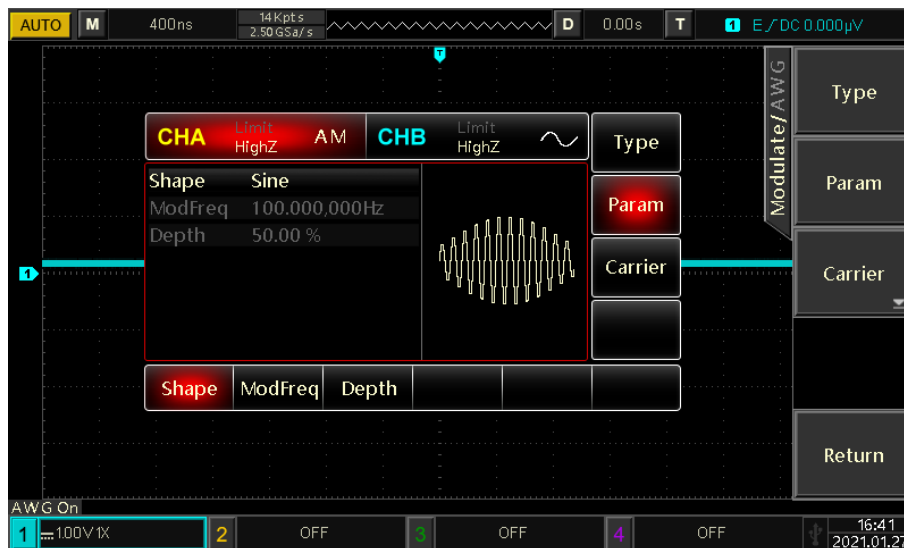 AUTO M 400ns 14Kpts 2.50GSa/s D 0.00s T 1 E DC 0.000µV
T
Modulate/AWG
Type
Param
Carrier
Return
CHA Limit HighZ AM CHB Limit HighZ
Type
Param
Carrier
Shape Sine
ModFreq 100.000,000Hz
Depth 50.00 %
1
Shape ModFreq Depth
AWG On
1 1.00V 1X 2 OFF 3 OFF 4 OFF
16:41
2021.01.27